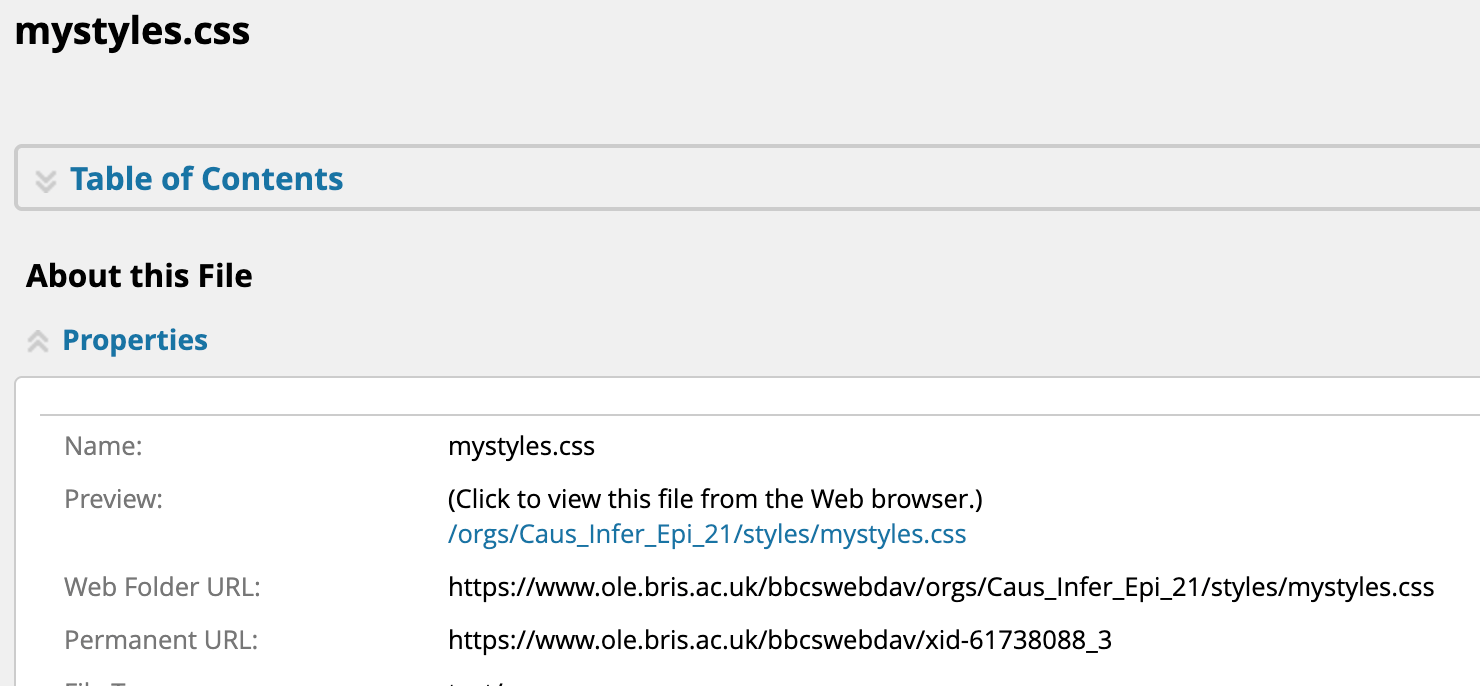 mystyles.css
Table of Contents
About this File
Properties
Name: mystyles.css
Preview: (Click to view this file from the Web browser.)
/orgs/Caus_Infer_Epi_21/styles/mystyles.css
Web Folder URL: https://www.ole.bris.ac.uk/bbcswebdav/orgs/Caus_Infer_Epi_21/styles/mystyles.css
Permanent URL: https://www.ole.bris.ac.uk/bbcswebdav/xid-61738088_3